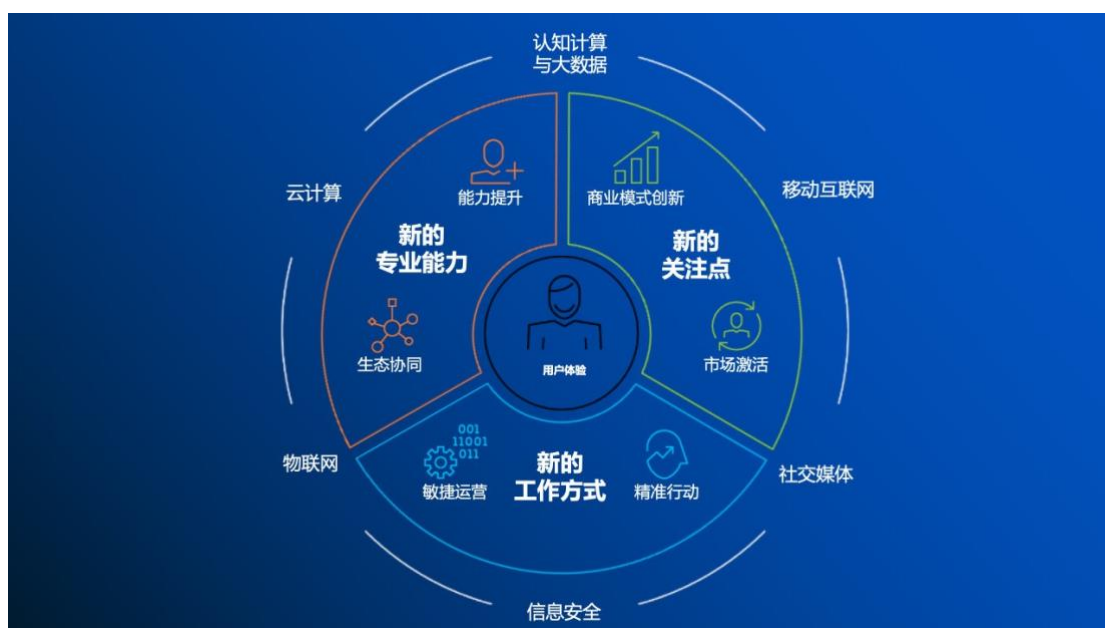 认知计算
与大数据
云计算
移动互联网
能力提升
商业模式创新
新的
专业能力
新的
关注点
生态协同
用户体验
市场激活
001
11001
011
敏捷运营
新的
工作方式
精准行动
物联网
社交媒体
信息安全